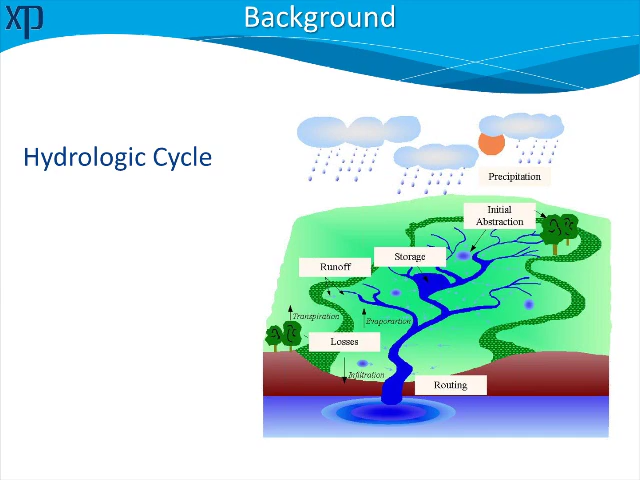 XP
Background
Hydrologic Cycle
Precipitation
Initial
Abstraction
Storage
Runoff
Transpiration
Evaporation
Losses
Infiltration
Routing